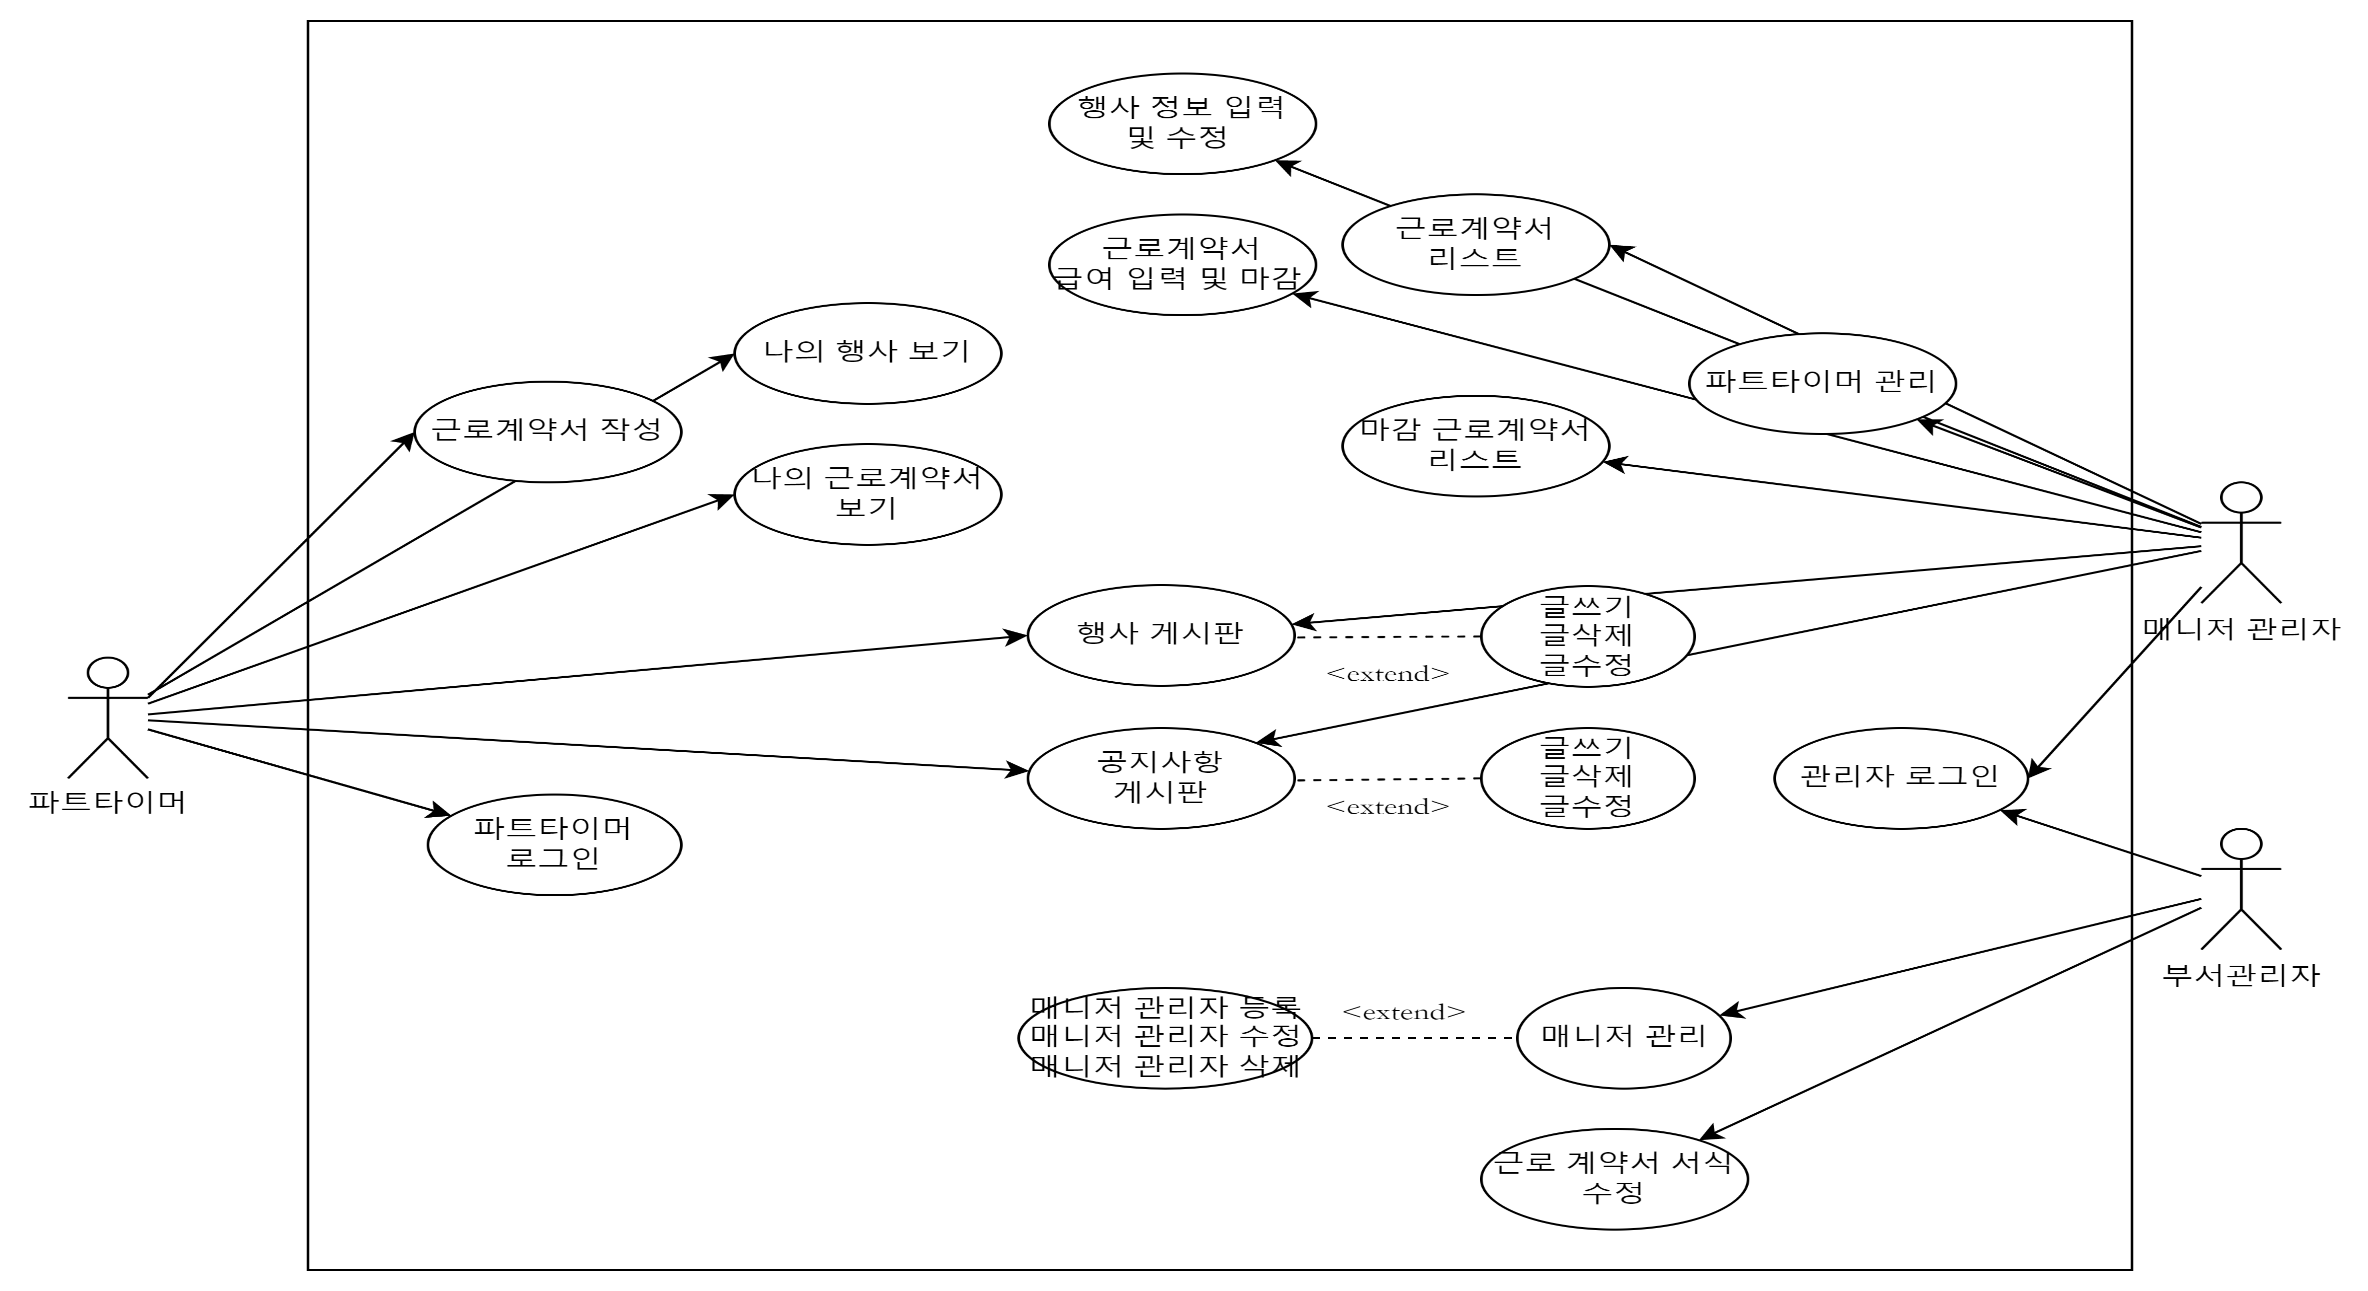 행사 정보 입력
및 수정
근로계약서
리스트
근로계약서
급여 입력 및 마감
나의 행사 보기
파트타이머 관리
근로계약서 작성
마감 근로계약서
리스트
나의 근로계약서
보기
행사 게시판
<extend>
글쓰기
글삭제
글수정
매니저 관리자
공지사항
게시판
<extend>
글쓰기
글삭제
글수정
관리자 로그인
파트타이머
파트타이머
로그인
부서관리자
매니저 관리자 등록
매니저 관리자 수정
매니저 관리자 삭제
<extend>
매니저 관리
근로 계약서 서식
수정